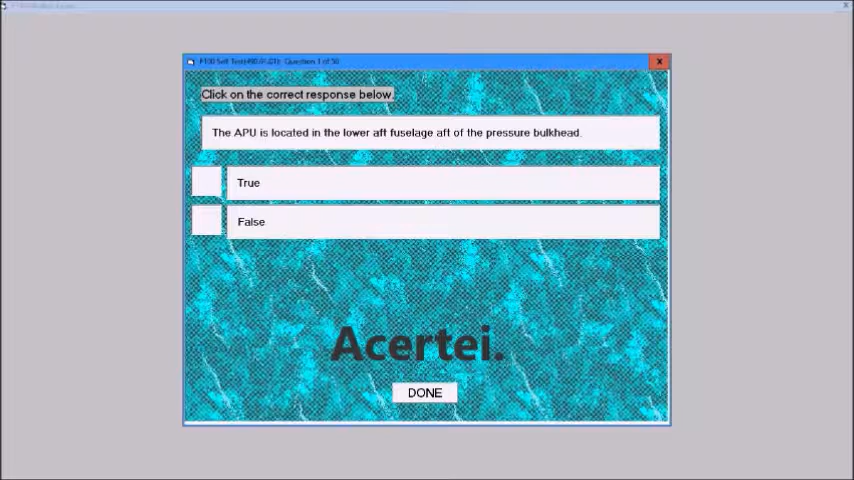 Click on the correct response below.
The APU is located in the lower aft fuselage aft of the pressure bulkhead.
True
False
Acertei.
DONE